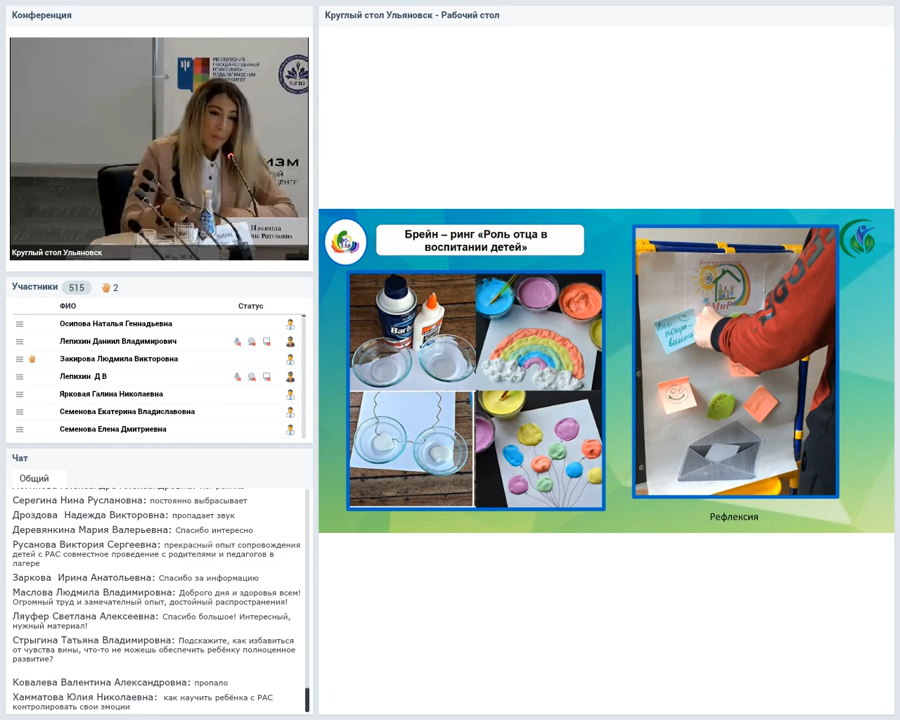 Конференция
МОСКОВСКИЙ
ГОСУДАРСТВЕННЫЙ
Круглый стол Ульяновск
Участники 515 2
ФИО Статус
Осипова Наталья Геннадьевна
Лепихин Даниил Владимирович
Закирова Людмила Викторовна
Лепихин Д В
Ярковая Галина Николаевна
Семенова Екатерина Владиславовна
Семенова Елена Дмитриевна
Чат
Общий
Серегина Нина Руслановна: постоянно выбрасывает
Дроздова Надежда Викторовна: пропадает звук
Деревянкина Мария Валерьевна: Спасибо интересно
Русанова Виктория Сергеевна: прекрасный опыт сопровождения
детей с РАС совместное проведение с родителями и педагогов в
лагере
Заркова Ирина Анатольевна: Спасибо за информацию
Маслова Людмила Владимировна: Доброго дня и здоровья всем!
Огромный труд и замечательный опыт, достойный распространения!
Ляуфер Светлана Алексеевна: Спасибо большое! Интересный,
нужный материал!
Стрыгина Татьяна Владимировна: Подскажите, как избавиться
от чувства вины, что-то не можешь обеспечить ребёнку полноценное
развитие?
Ковалева Валентина Александровна: пропало
Хамматова Юлия Николаевна: как научить ребёнка с РАС
контролировать свои эмоции
Круглый стол Ульяновск - Рабочий стол
Брейн – ринг «Роль отца в
воспитании детей»
Рефлексия